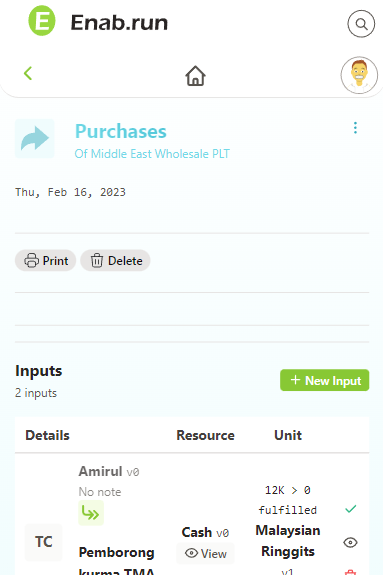 E Enab.run
Purchases
Of Middle East Wholesale PLT
Thu, Feb 16, 2023
Print Delete
Inputs
2 inputs
+ New Input
Details Resource Unit
Amirul v0
No note
TC
Pemborong
kurma TMA
Cash v0
View
12K > 0
fulfilled
Malaysian
Ringgits
v1